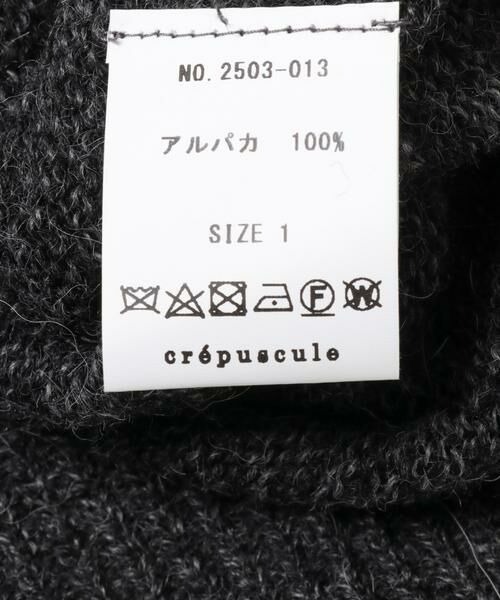 NO. 2503-013
アルパカ 100%
SIZE 1
F W
crépuscule